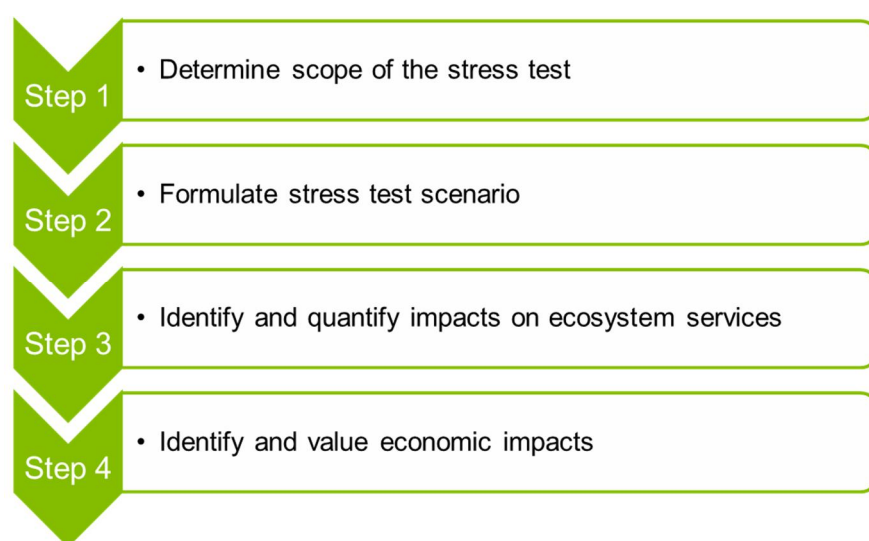 Step 1
• Determine scope of the stress test
Step 2
• Formulate stress test scenario
Step 3
• Identify and quantify impacts on ecosystem services
Step 4
• Identify and value economic impacts